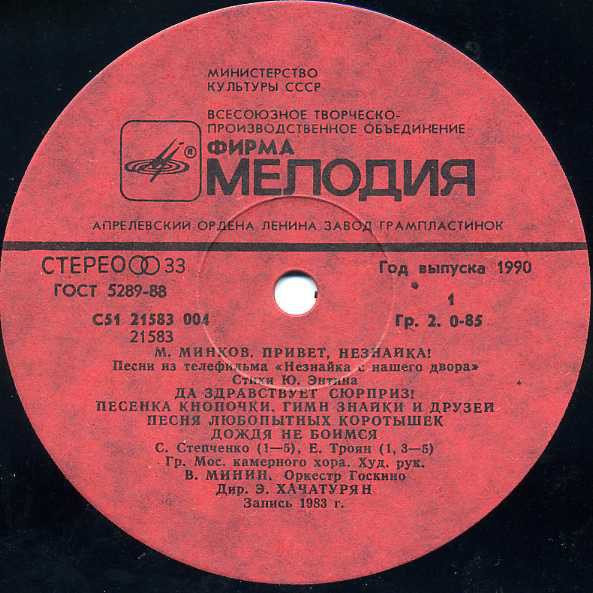 МИНИСТЕРСТВО
КУЛЬТУРЫ СССР
ВСЕСОЮЗНОЕ ТВОРЧЕСКО-
ПРОИЗВОДСТВЕННОЕ ОБЪЕДИНЕНИЕ
®
ФИРМА
МЕЛОДИЯ
АПРЕЛЕВСКИЙ ОРДЕНА ЛЕНИНА ЗАВОД ГРАМПЛАСТИНОК
СТЕРЕО 33
Год выпуска 1990
ГОСТ 5289-88
1
С51 21583 004
Гр. 2. 0-85
21583
М. МИНКОВ. ПРИВЕТ, НЕЗНАЙКА!
Песни из телефильма «Незнайка с нашего двора»
Стихи Ю. Энтина
ДА ЗДРАВСТВУЕТ СЮРПРИЗ!
ПЕСЕНКА КНОПОЧКИ. ГИМН ЗНАЙКИ И ДРУЗЕЙ
ПЕСНЯ ЛЮБОПЫТНЫХ КОРОТЫШЕК
ДОЖДЯ НЕ БОИМСЯ
С. Степченко (1—5), Е. Троян (1, 3—5)
Гр. Мос. камерного хора. Худ. рук.
В. МИНИН. Оркестр Госкино
Дир. Э. ХАЧАТУРЯН
Запись 1983 г.